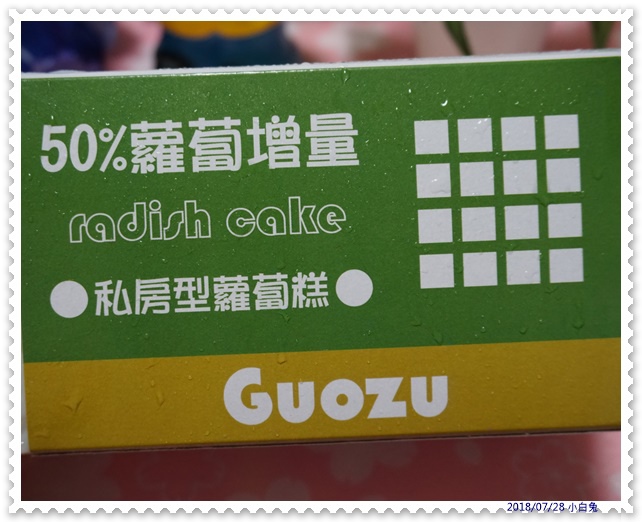 50%蘿蔔增量
radish cake
●私房型蘿蔔糕●
GUOZU
2018/07/28 小白兔